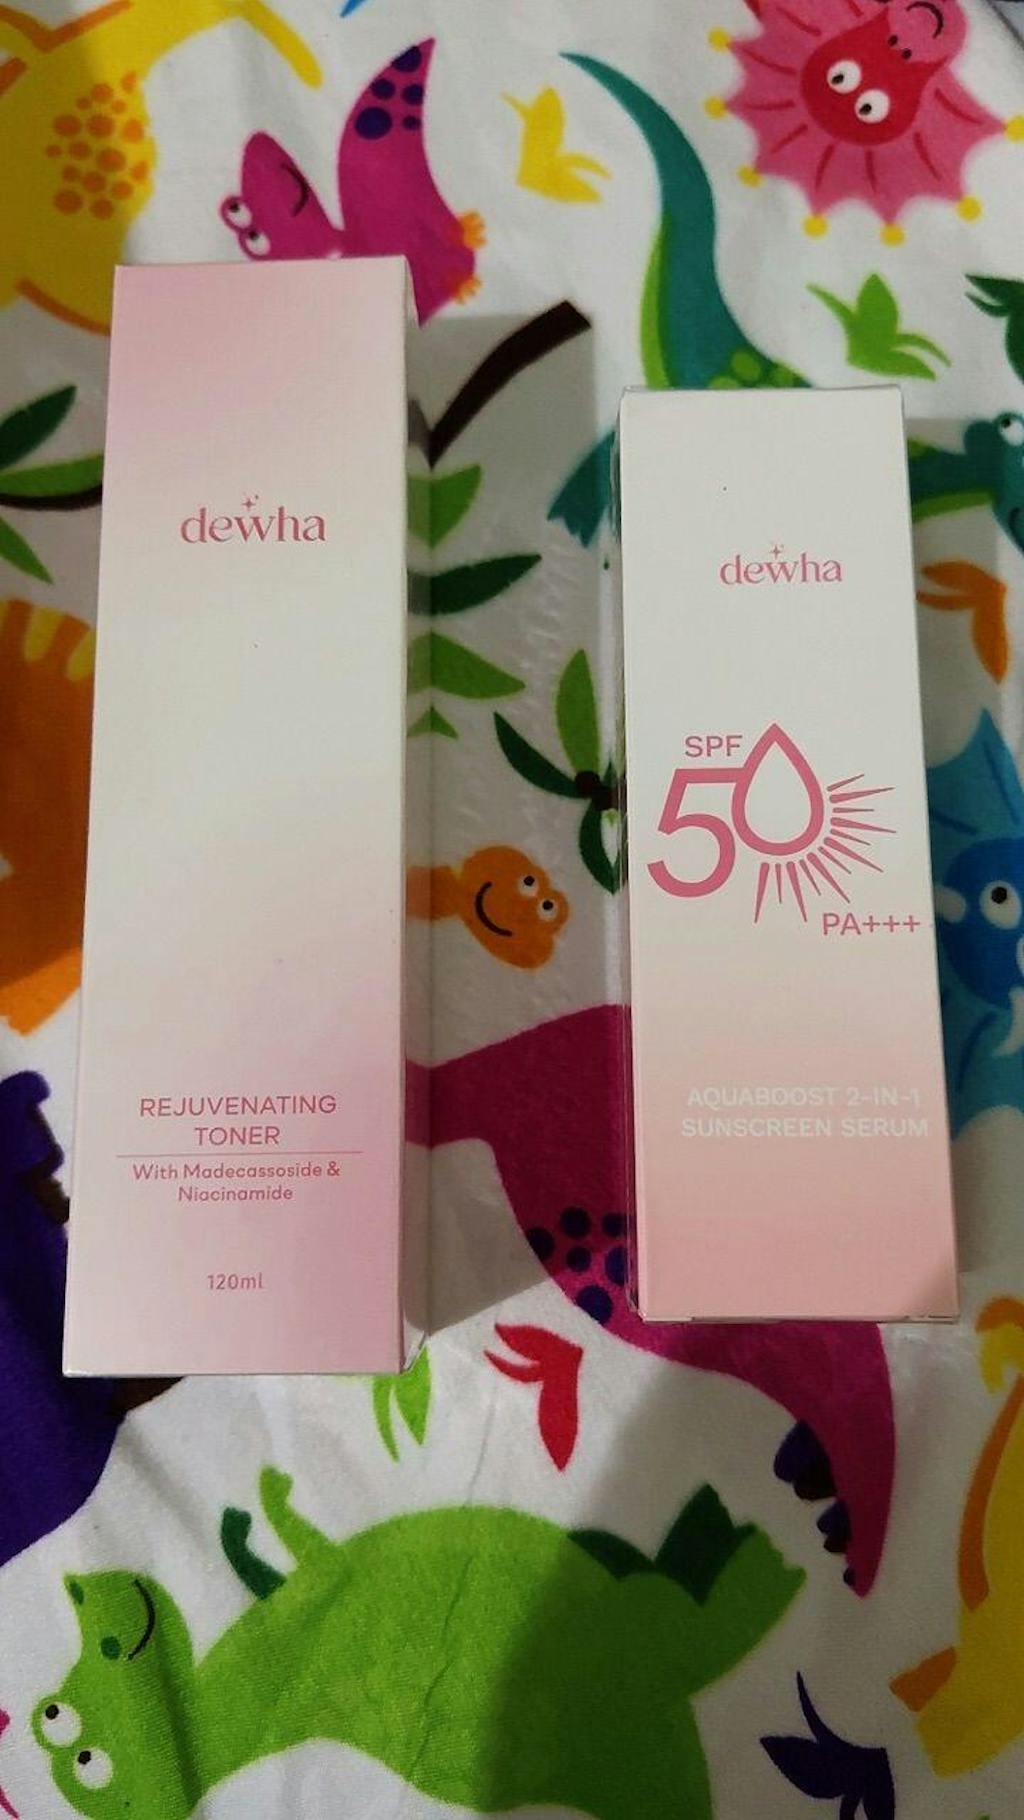 dewha
REJUVENATING
TONER
With Madecassoside &
Niacinamide
120ml
dewha
SPF
50
PA+++
AQUABOOST 2-IN-1
SUNSCREEN SERUM